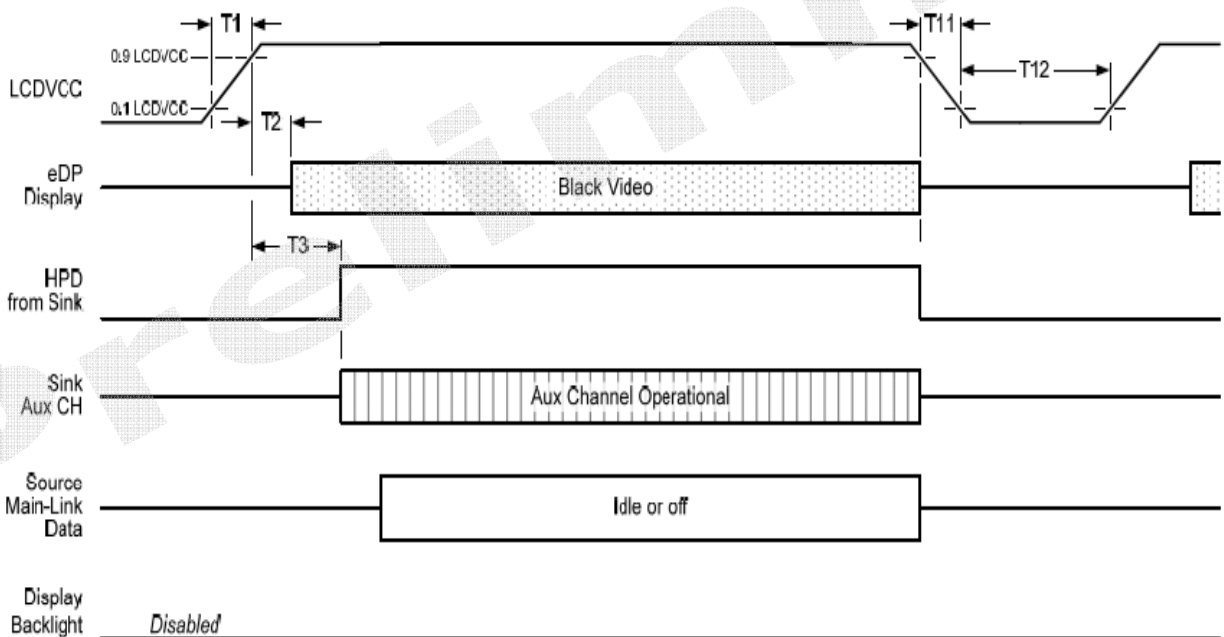 T1
T11
0.9 LCDVCC
LCDVCC
T12
0.1 LCDVCC
T2
eDP
Display
Black Video
T3
HPD
from Sink
Sink
Aux CH
Aux Channel Operational
Source
Main-Link
Data
Idle or off
Display
Backlight
Disabled